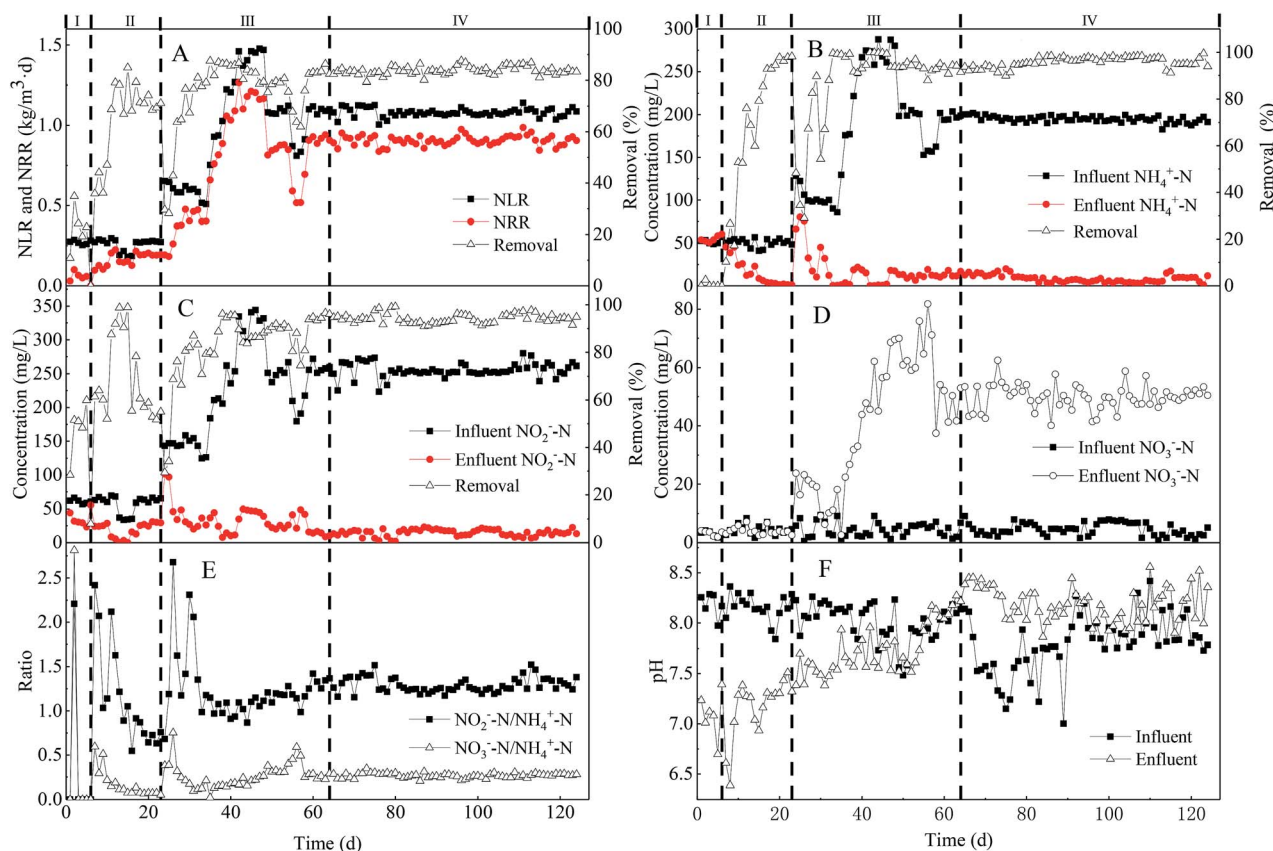 I II III IV
I II III IV
A
1.5
1.0
0.5
0.0
NLR and NRR (kg/m³·d)
100
80
60
40
20
0
Removal (%)
NLR
NRR
Removal
B
300
250
200
150
100
50
0
Concentration (mg/L)
100
80
60
40
20
0
Removal (%)
Influent NH₄⁺-N
Enfluent NH₄⁺-N
Removal
C
350
300
250
200
150
100
50
0
Concentration (mg/L)
100
80
60
40
20
0
Removal (%)
Influent NO₂⁻-N
Enfluent NO₂⁻-N
Removal
D
80
60
40
20
0
Concentration (mg/L)
Influent NO₃⁻-N
Enfluent NO₃⁻-N
E
2.5
2.0
1.5
1.0
0.5
0.0
Ratio
NO₂⁻-N/NH₄⁺-N
NO₃⁻-N/NH₄⁺-N
0 20 40 60 80 100 120
Time (d)
F
8.5
8.0
7.5
7.0
6.5
pH
Influent
Enfluent
0 20 40 60 80 100 120
Time (d)